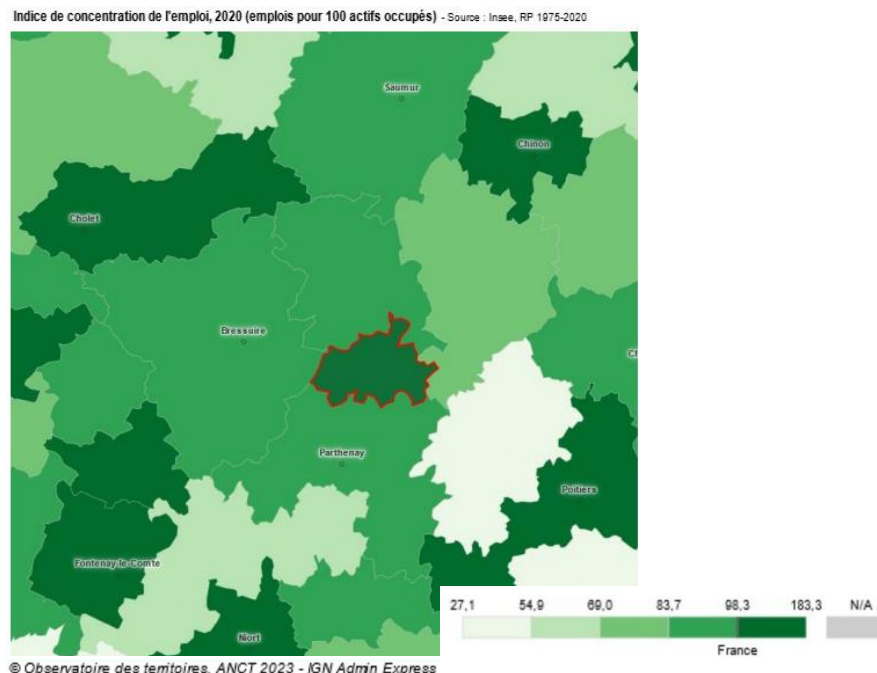 Indice de concentration de l'emploi, 2020 (emplois pour 100 actifs occupés) - Source : Insee, RP 1975-2020
Saumur
Chinon
Cholet
Bressuire
Ch
Parthenay
Poitiers
Fontenay-le-Comte
Niort
27,1 54,9 69,0 83,7 98,3 183,3 N/A
France
© Observatoire des territoires, ANCT 2023 - IGN Admin Express